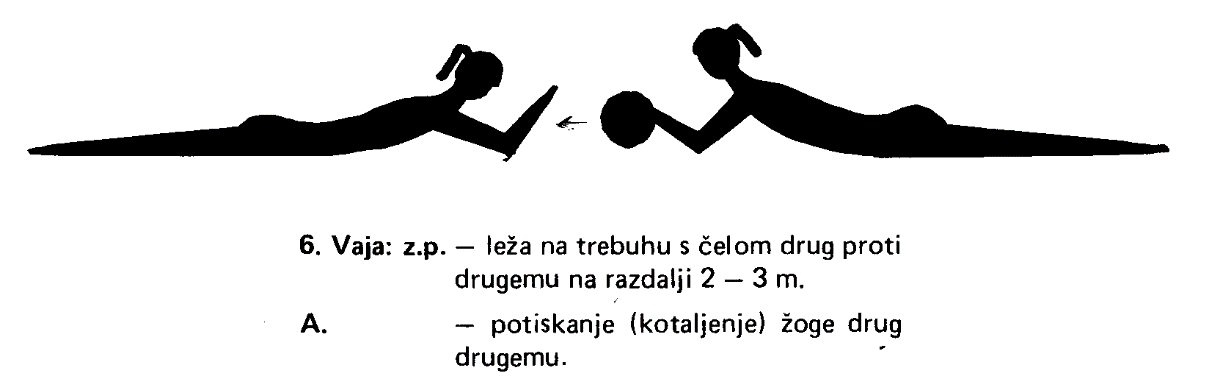 6. Vaja: z.p. — leža na trebuhu s čelom drug proti
drugemu na razdalji 2 — 3 m.
A. — potiskanje (kotaljenje) žoge drug
drugemu.